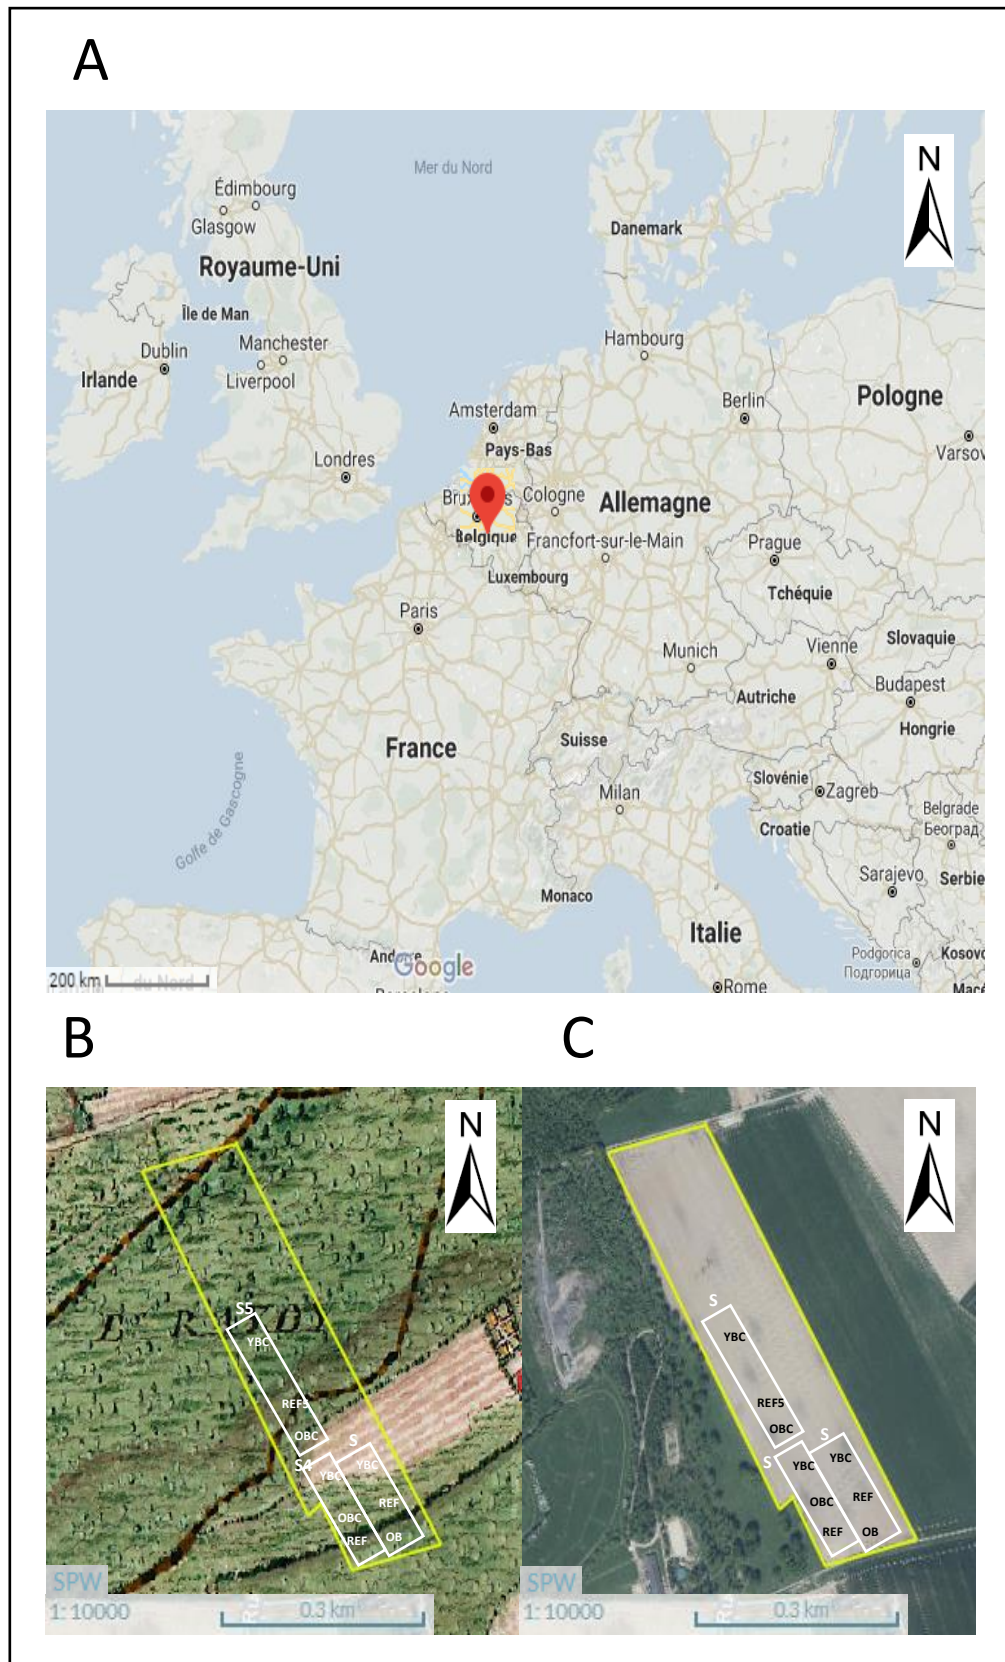 A
Mer du Nord
N
Édimbourg
Glasgow
Danemark
Royaume-Uni
Île de Man
Manchester
Hambourg
Dublin
Irlande
Liverpool
Berlin
Pologne
Amsterdam
Pays-Bas
Londres
Cologne
Allemagne
Belgique
Francfort-sur-le-Main
Prague
Luxembourg
Tchéquie
Paris
Slovaquie
Munich
Vienne
Budapest
Autriche
Hongrie
France
Suisse
Slovénie
Milan
Zagreb
Belgrade
Београд
Croatie
Golfe de Gascogne
Sarajevo
Serbie
Monaco
Italie
Podgorica
Подгорица
Google
200 km
du Nord
Rome
B
C
N
S5
YBC
REF5
OBC
S4
S
YBC
YBC
REF
OBC
OB
REF
SPW
1: 10000
0.3 km
N
S
YBC
REF5
OBC
S
S
YBC
YBC
REF
OBC
OB
REF
SPW
1: 10000
0.3 km